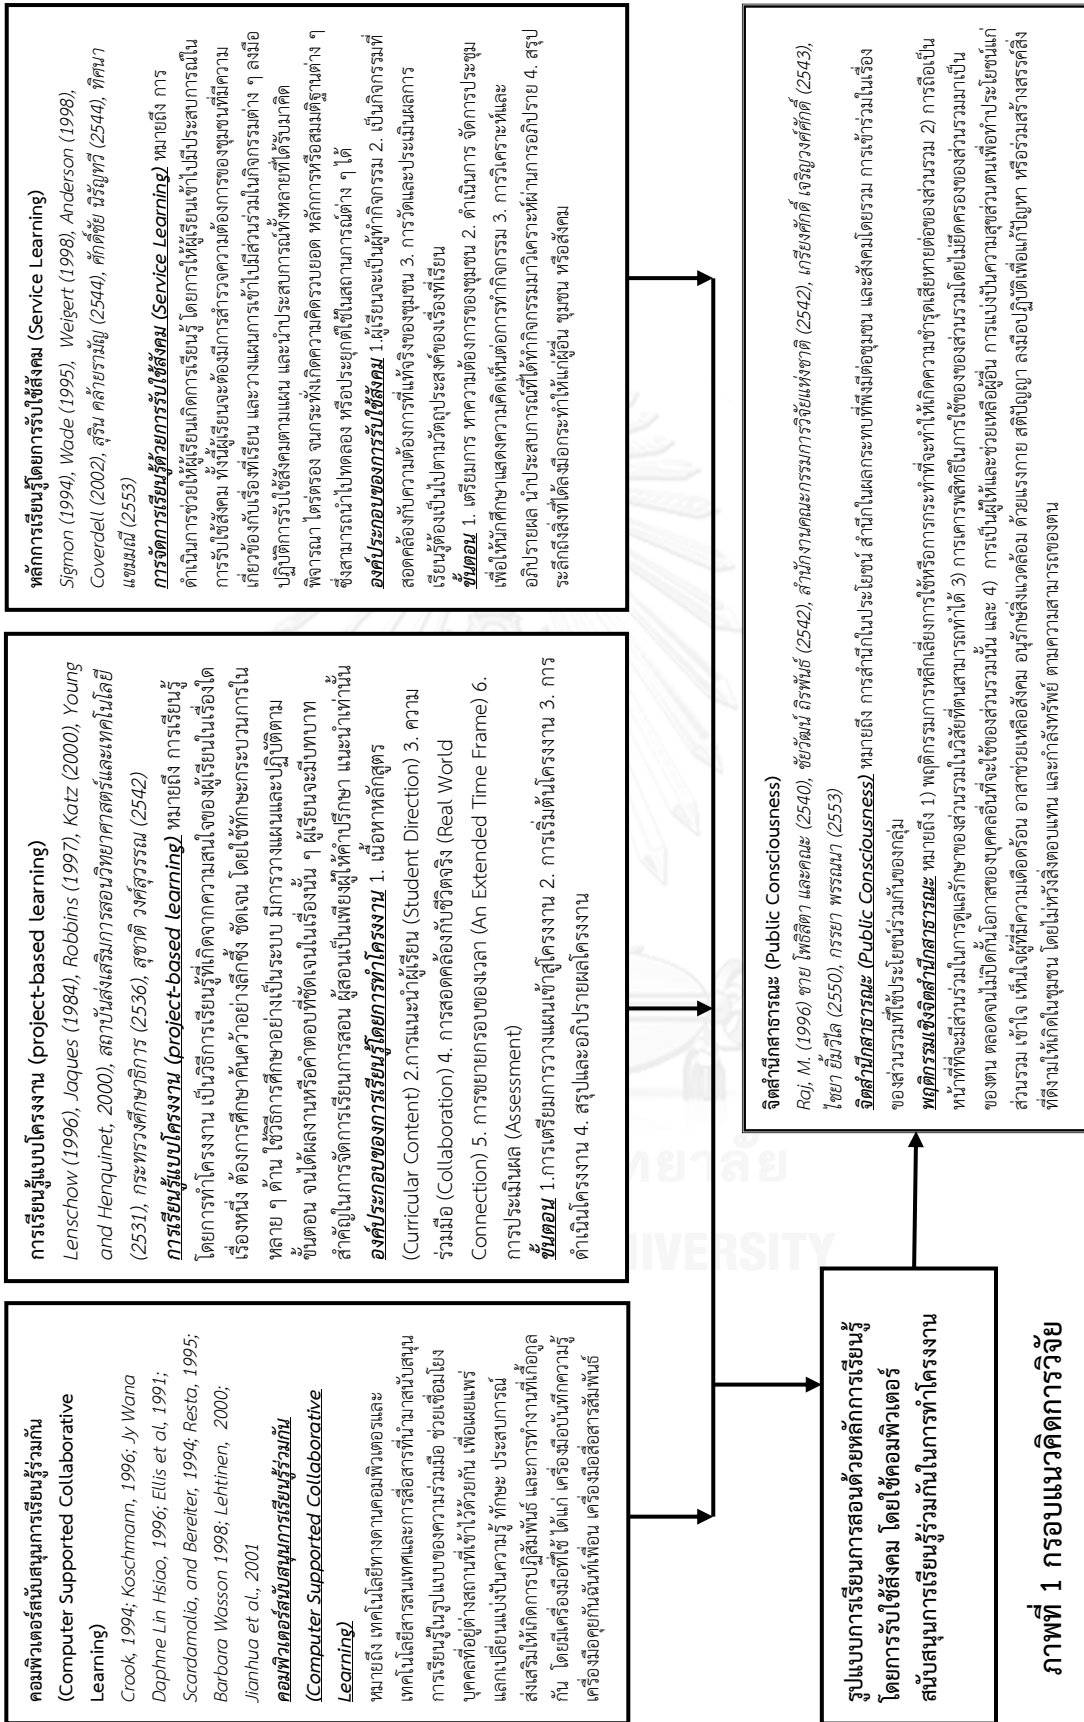 คอมพิวเตอร์สนับสนุนการเรียนรู้ร่วมกัน
(Computer Supported Collaborative
Learning)
Crook, 1994; Koschmann, 1996; Jy Wana
Daphne Lin Hsiao, 1996; Ellis et al, 1991;
Scardamalia, and Bereiter, 1994; Resta, 1995;
Barbara Wasson 1998; Lehtinen, 2000;
Jianhua et al., 2001
คอมพิวเตอร์สนับสนุนการเรียนรู้ร่วมกัน
(Computer Supported Collaborative
Learning)
หมายถึง เทคโนโลยีทางด้านคอมพิวเตอร์และ
เทคโนโลยีสารสนเทศและการสื่อสารที่นำมาสนับสนุน
การเรียนรู้ในรูปแบบของความร่วมมือ ช่วยเชื่อมโยง
บุคคลที่อยู่ต่างสถานที่เข้าไว้ด้วยกัน เพื่อเผยแพร่
แลกเปลี่ยนแบ่งปันความรู้ ทักษะ ประสบการณ์
ส่งเสริมให้เกิดการปฏิสัมพันธ์ และการทำงานที่เกื้อกูล
กัน โดยมีเครื่องมือที่ใช้ ได้แก่ เครื่องมือบันทึกความรู้
เครื่องมือคุยกันฉันท์เพื่อน เครื่องมือสื่อสารสัมพันธ์
การเรียนรู้แบบโครงงาน (project-based learning)
Lenschow (1996), Jaques (1984), Robbins (1997), Katz (2000), Young
and Henquinet, 2000), สถาบันส่งเสริมการสอนวิทยาศาสตร์และเทคโนโลยี
(2531), กระทรวงศึกษาธิการ (2536), สุชาติ วงศ์สุวรรณ (2542)
การเรียนรู้แบบโครงงาน (project-based learning) หมายถึง การเรียนรู้
โดยการทำโครงงาน เป็นวิธีการเรียนรู้ที่เกิดจากความสนใจของผู้เรียนในเรื่องใด
เรื่องหนึ่ง ต้องการศึกษาค้นคว้าอย่างลึกซึ้ง ชัดเจน โดยใช้ทักษะกระบวนการใน
หลาย ๆ ด้าน ใช้วิธีการศึกษาอย่างเป็นระบบ มีการวางแผนและปฏิบัติตาม
ขั้นตอน จนได้ผลงานหรือคำตอบที่ชัดเจนในเรื่องนั้น ๆ ผู้เรียนจะมีบทบาท
สำคัญในการจัดการเรียนการสอน ผู้สอนเป็นเพียงผู้ให้คำปรึกษา แนะนำเท่านั้น
องค์ประกอบของการเรียนรู้โดยการทำโครงงาน 1. เนื้อหาหลักสูตร
(Curricular Content) 2.การแนะนำผู้เรียน (Student Direction) 3. ความ
ร่วมมือ (Collaboration) 4. การสอดคล้องกับชีวิตจริง (Real World
Connection) 5. การขยายกรอบของเวลา (An Extended Time Frame) 6.
การประเมินผล (Assessment)
ขั้นตอน 1.การเตรียมการวางแผนเข้าสู่โครงงาน 2. การเริ่มต้นโครงงาน 3. การ
ดำเนินโครงงาน 4. สรุปและอภิปรายผลโครงงาน
หลักการเรียนรู้โดยการรับใช้สังคม (Service Learning)
Sigmon (1994), Wade (1995), Weigert (1998), Anderson (1998),
Coverdell (2002), สุริน คล้ายรามัญ (2544), ศักดิ์ชัย นิรัญทวี (2544), ทิศนา
แขมมณี (2553)
การจัดการเรียนรู้ด้วยการรับใช้สังคม (Service Learning) หมายถึง การ
ดำเนินการช่วยให้ผู้เรียนเกิดการเรียนรู้ โดยการให้ผู้เรียนเข้าไปมีประสบการณ์ใน
การรับใช้สังคม ทั้งนี้ผู้เรียนจะต้องมีการสำรวจความต้องการของชุมชนที่มีความ
เกี่ยวข้องกับเรื่องที่เรียน และวางแผนการเข้าไปมีส่วนร่วมในกิจกรรมต่าง ๆ ลงมือ
ปฏิบัติการรับใช้สังคมตามแผน และนำประสบการณ์ทั้งหลายที่ได้รับมาคิด
พิจารณา ไตร่ตรอง จนกระทั่งเกิดความคิดรวบยอด หลักการหรือสมมติฐานต่าง ๆ
ซึ่งสามารถนำไปทดลอง หรือประยุกต์ใช้ในสถานการณ์ต่าง ๆ ได้
องค์ประกอบของการรับใช้สังคม 1.ผู้เรียนจะเป็นผู้ทำกิจกรรม 2. เป็นกิจกรรมที่
สอดคล้องกับความต้องการที่แท้จริงของชุมชน 3. การวัดและประเมินผลการ
เรียนรู้ต้องเป็นไปตามวัตถุประสงค์ของเรื่องที่เรียน
ขั้นตอน 1. เตรียมการ หาความต้องการของชุมชน 2. ดำเนินการ จัดการประชุม
เพื่อให้นักศึกษาแสดงความคิดเห็นต่อการทำกิจกรรม 3. การวิเคราะห์และ
อภิปรายผล นำประสบการณ์ที่ได้ทำกิจกรรมมาวิเคราะห์ผ่านการอภิปราย 4. สรุป
ระลึกถึงสิ่งที่ได้ลงมือกระทำให้แก่ผู้อื่น ชุมชน หรือสังคม
รูปแบบการเรียนการสอนด้วยหลักการเรียนรู้
โดยการรับใช้สังคม โดยใช้คอมพิวเตอร์
สนับสนุนการเรียนรู้ร่วมกันในการทำโครงงาน
จิตสำนึกสาธารณะ (Public Consciousness)
Raj, M. (1996) ชาย โพธิสิตา และคณะ (2540), ชัยวัฒน์ ถิรพันธ์ (2542), สำนักงานคณะกรรมการวิจัยแห่งชาติ (2542), เกรียงศักดิ์ เจริญวงศ์ศักดิ์ (2543),
ไชยา ยิ้มวิไล (2550), กรรยา พรรณนา (2553)
จิตสำนึกสาธารณะ (Public Consciousness) หมายถึง การสำนึกในประโยชน์ สำนึกในผลกระทบที่พึงมีต่อชุมชน และสังคมโดยรวม การเข้าร่วมในเรื่อง
ของส่วนรวมที่ใช้ประโยชน์ร่วมกันของกลุ่ม
พฤติกรรมเชิงจิตสำนึกสาธารณะ หมายถึง 1) พฤติกรรมการหลีกเลี่ยงการใช้หรือการกระทำที่จะทำให้เกิดความชำรุดเสียหายต่อของส่วนรวม 2) การถือเป็น
หน้าที่ที่จะมีส่วนร่วมในการดูแลรักษาของส่วนรวมในวิสัยที่ตนสามารถทำได้ 3) การเคารพสิทธิในการใช้ของของส่วนรวมโดยไม่ยึดครองของส่วนรวมมาเป็น
ของตน ตลอดจนไม่ปิดกั้นโอกาสของบุคคลอื่นที่จะใช้ของส่วนรวมนั้น และ 4) การเป็นผู้ให้และช่วยเหลือผู้อื่น การแบ่งปันความสุขส่วนตนเพื่อทำประโยชน์แก่
ส่วนรวม เข้าใจ เห็นใจผู้ที่มีความเดือดร้อน อาสาช่วยเหลือสังคม อนุรักษ์สิ่งแวดล้อม ด้วยแรงกาย สติปัญญา ลงมือปฏิบัติเพื่อแก้ปัญหา หรือร่วมสร้างสรรค์สิ่ง
ที่ดีงามให้เกิดในชุมชน โดยไม่หวังสิ่งตอบแทน และกำลังทรัพย์ ตามความสามารถของตน
ภาพที่ 1 กรอบแนวคิดการวิจัย